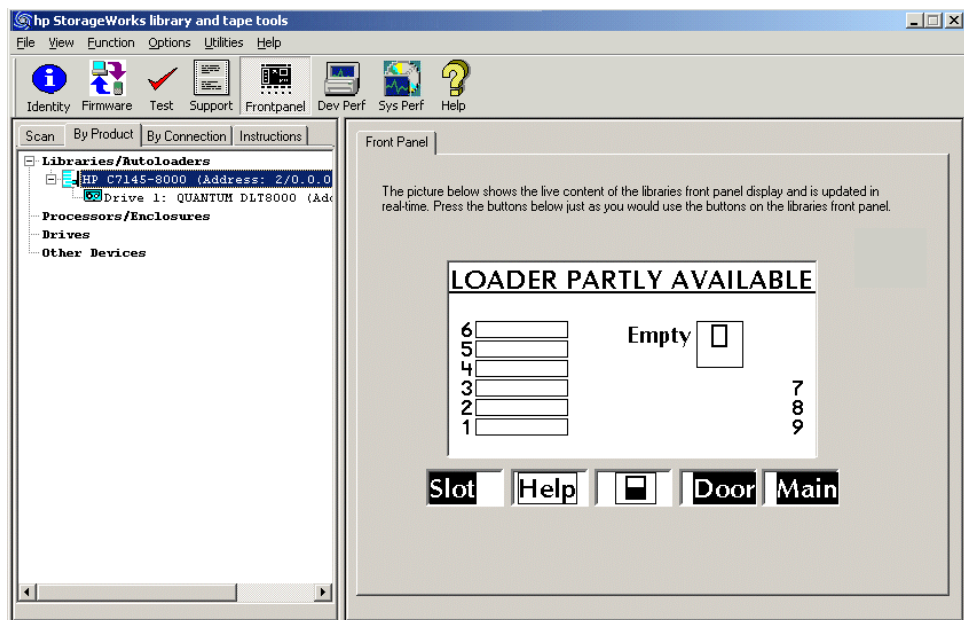 hp StorageWorks library and tape tools
File View Function Options Utilities Help
Identity Firmware Test Support Frontpanel Dev Perf Sys Perf Help
Scan By Product By Connection Instructions
Libraries/Autoloaders
HP C7145-8000 (Address: 2/0.0.0
Drive 1: QUANTUM DLT8000 (Add
Processors/Enclosures
Drives
Other Devices
Front Panel
The picture below shows the live content of the libraries front panel display and is updated in
real-time. Press the buttons below just as you would use the buttons on the libraries front panel.
LOADER PARTLY AVAILABLE
6
5
4
3
2
1
Empty
7
8
9
Slot Help Door Main